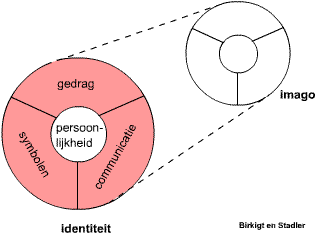 gedrag
persoon-
lijkheid
symbolen
communicatie
imago
identiteit
Birkigt en Stadler